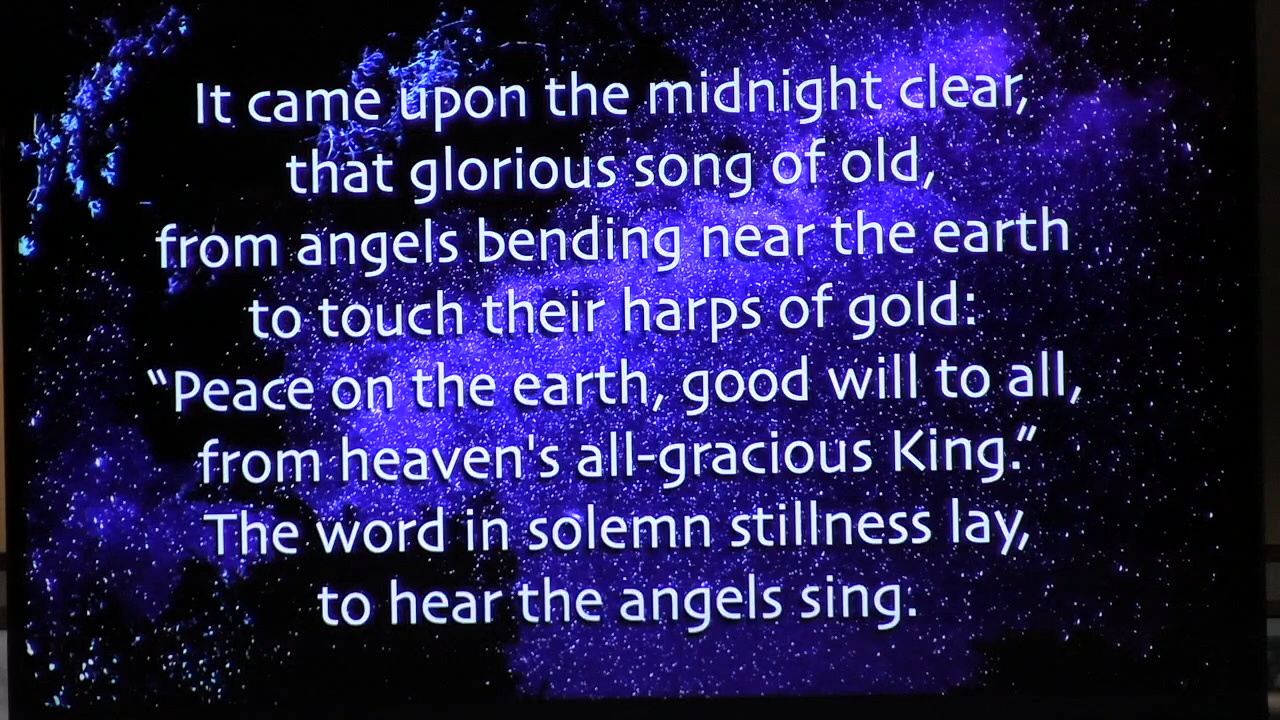 It came upon the midnight clear,
that glorious song of old,
from angels bending near the earth
to touch their harps of gold:
“Peace on the earth, good will to all,
from heaven's all-gracious King.”
The word in solemn stillness lay,
to hear the angels sing.